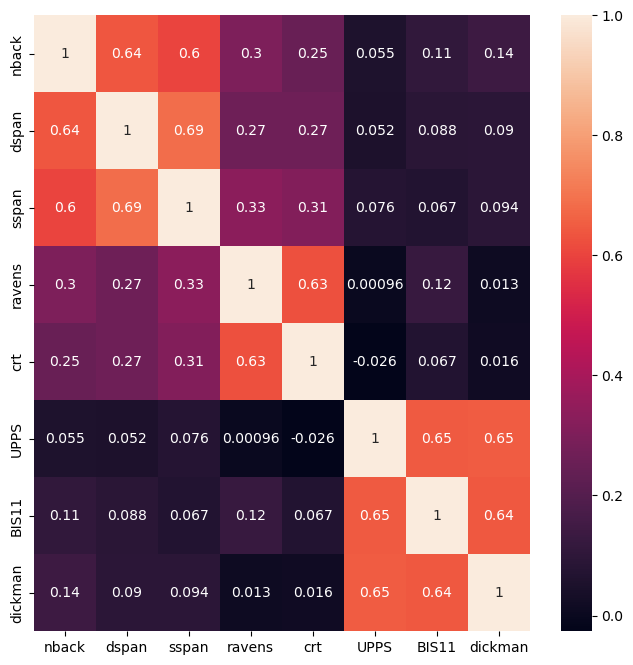 nback 1 0.64 0.6 0.3 0.25 0.055 0.11 0.14
dspan 0.64 1 0.69 0.27 0.27 0.052 0.088 0.09
sspan 0.6 0.69 1 0.33 0.31 0.076 0.067 0.094
ravens 0.3 0.27 0.33 1 0.63 0.00096 0.12 0.013
crt 0.25 0.27 0.31 0.63 1 -0.026 0.067 0.016
UPPS 0.055 0.052 0.076 0.00096 -0.026 1 0.65 0.65
BIS11 0.11 0.088 0.067 0.12 0.067 0.65 1 0.64
dickman 0.14 0.09 0.094 0.013 0.016 0.65 0.64 1
nback dspan sspan ravens crt UPPS BIS11 dickman
1.0
0.8
0.6
0.4
0.2
0.0